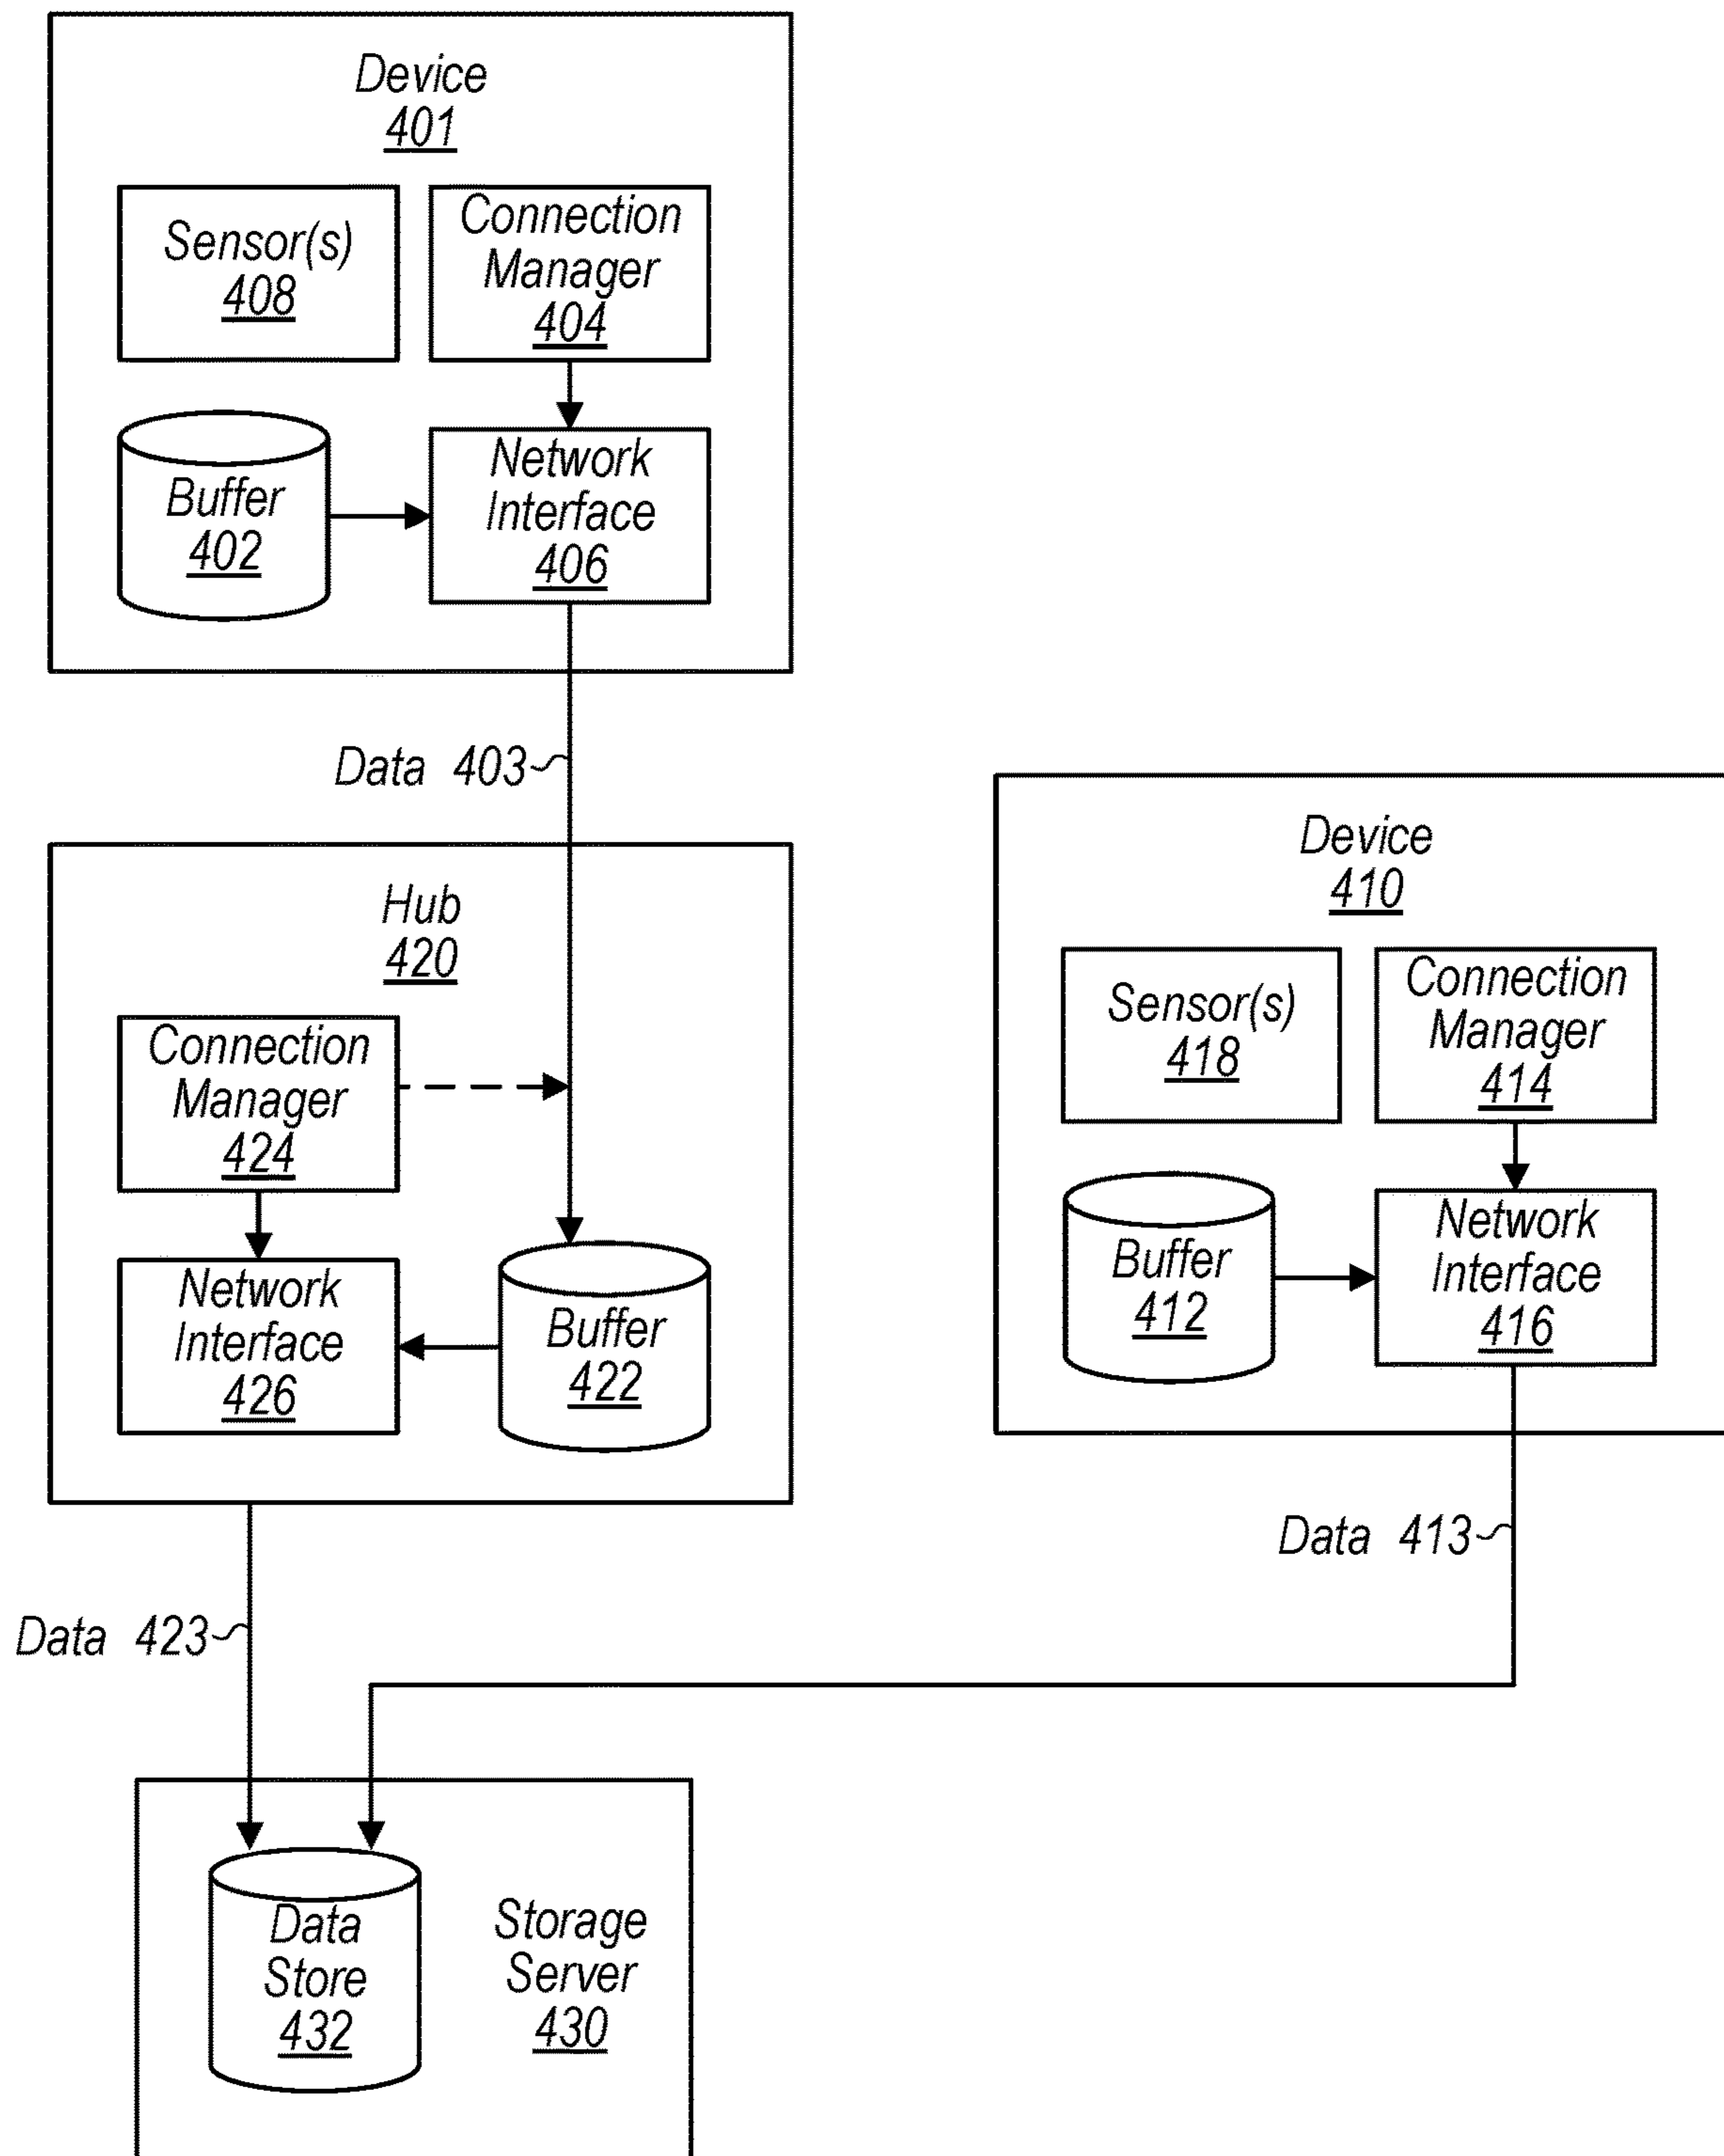 Device
401
Sensor(s)
408
Connection
Manager
404
Buffer
402
Network
Interface
406
Data 403
Hub
420
Connection
Manager
424
Network
Interface
426
Buffer
422
Device
410
Sensor(s)
418
Connection
Manager
414
Buffer
412
Network
Interface
416
Data 413
Data 423
Data
Store
432
Storage
Server
430